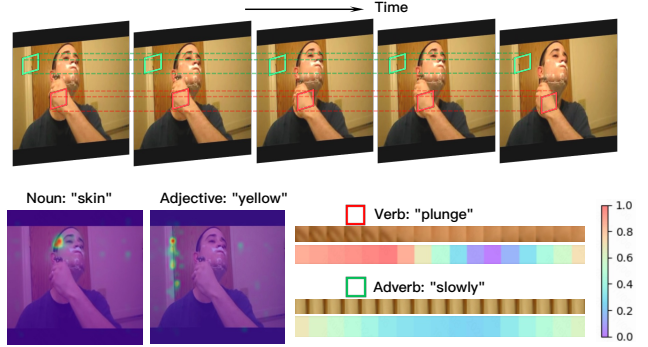 Time
Noun: "skin"
Adjective: "yellow"
Verb: "plunge"
Adverb: "slowly"
1.0
0.8
0.6
0.4
0.2
0.0